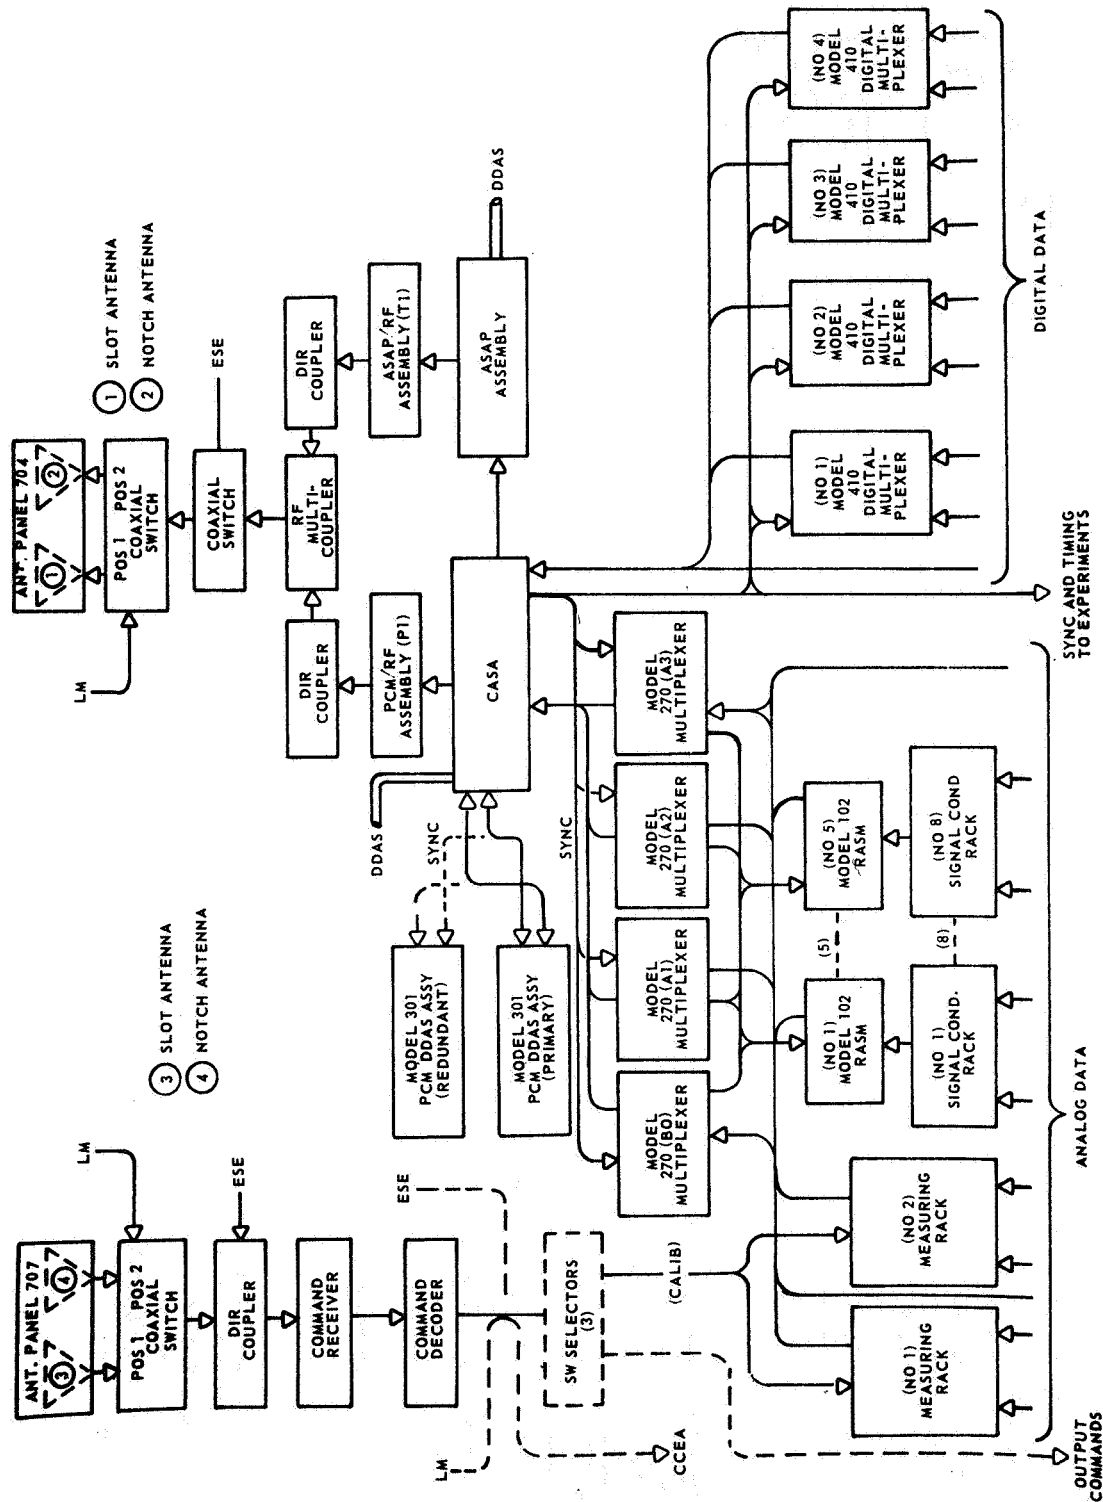 ANT. PANEL 707
3
4
POS 1 POS 2
COAXIAL
SWITCH
LM
DIR
COUPLER
ESE
COMMAND
RECEIVER
COMMAND
DECODER
LM
ESE
CCEA
SW SELECTORS
(3)
(CALIB)
OUTPUT
COMMANDS
3 SLOT ANTENNA
4 NOTCH ANTENNA
ANT. PANEL 704
1
2
POS 1 POS 2
COAXIAL
SWITCH
LM
COAXIAL
SWITCH
ESE
1 SLOT ANTENNA
2 NOTCH ANTENNA
DIR
COUPLER
RF
MULTI-
COUPLER
DIR
COUPLER
PCM/RF
ASSEMBLY (P1)
ASAP/RF
ASSEMBLY (T1)
CASA
ASAP
ASSEMBLY
DDAS
DDAS
SYNC
MODEL 301
PCM DDAS ASSY
(REDUNDANT)
MODEL 301
PCM DDAS ASSY
(PRIMARY)
SYNC
MODEL
270 (BO)
MULTIPLEXER
MODEL
270 (A1)
MULTIPLEXER
MODEL
270 (A2)
MULTIPLEXER
MODEL
270 (A3)
MULTIPLEXER
(NO 1)
MEASURING
RACK
(NO 2)
MEASURING
RACK
(NO 1)
MODEL 102
RASM
(5)
(NO 5)
MODEL 102
RASM
(NO 1)
SIGNAL COND.
RACK
(8)
(NO 8)
SIGNAL COND
RACK
ANALOG DATA
SYNC AND TIMING
TO EXPERIMENTS
(NO 1)
MODEL
410
DIGITAL
MULTI-
PLEXER
(NO 2)
MODEL
410
DIGITAL
MULTI-
PLEXER
(NO 3)
MODEL
410
DIGITAL
MULTI-
PLEXER
(NO 4)
MODEL
410
DIGITAL
MULTI-
PLEXER
DIGITAL DATA